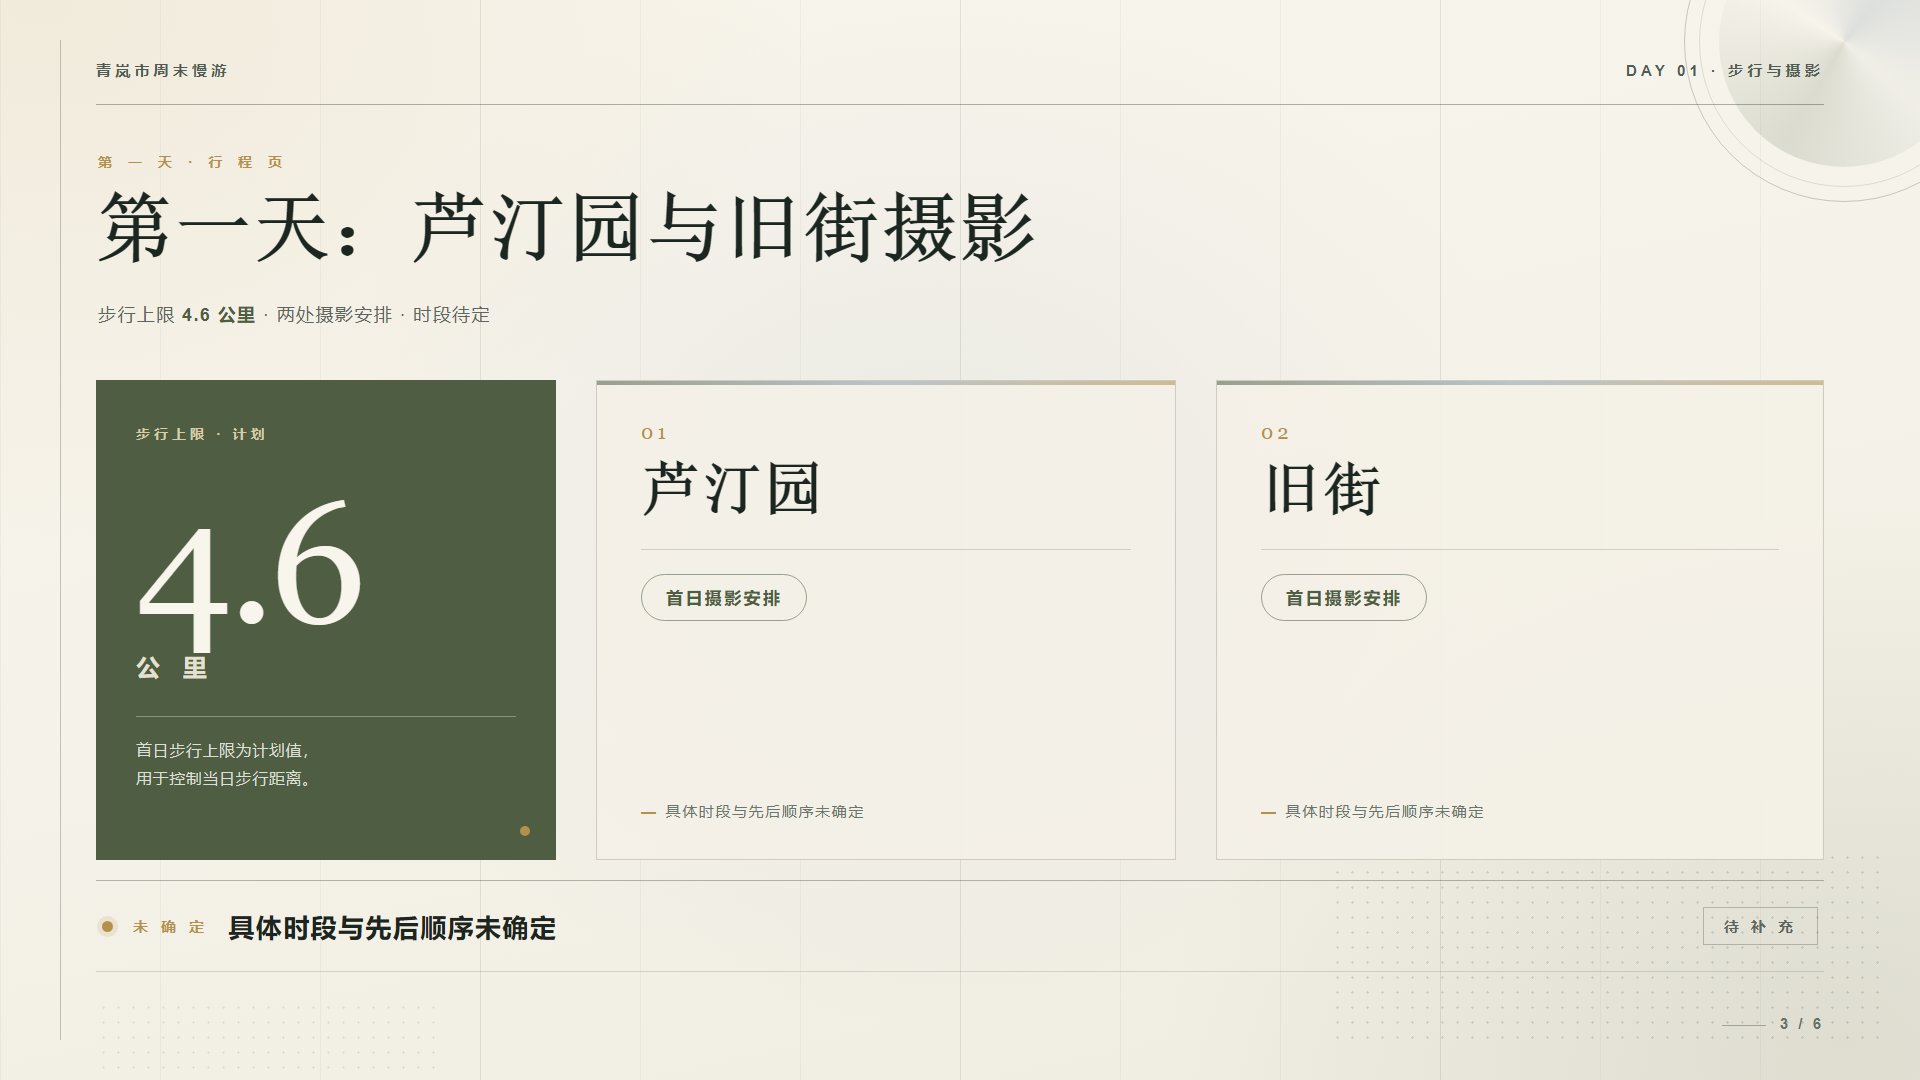 青岚市周末慢游
DAY 01 · 步行与摄影
第一天 · 行程页
第一天：芦汀园与旧街摄影
步行上限 4.6 公里 · 两处摄影安排 · 时段待定
步行上限 · 计划
4.6
公里
首日步行上限为计划值，
用于控制当日步行距离。
01
芦汀园
首日摄影安排
具体时段与先后顺序未确定
02
旧街
首日摄影安排
具体时段与先后顺序未确定
未确定
具体时段与先后顺序未确定
待补充
3 / 6